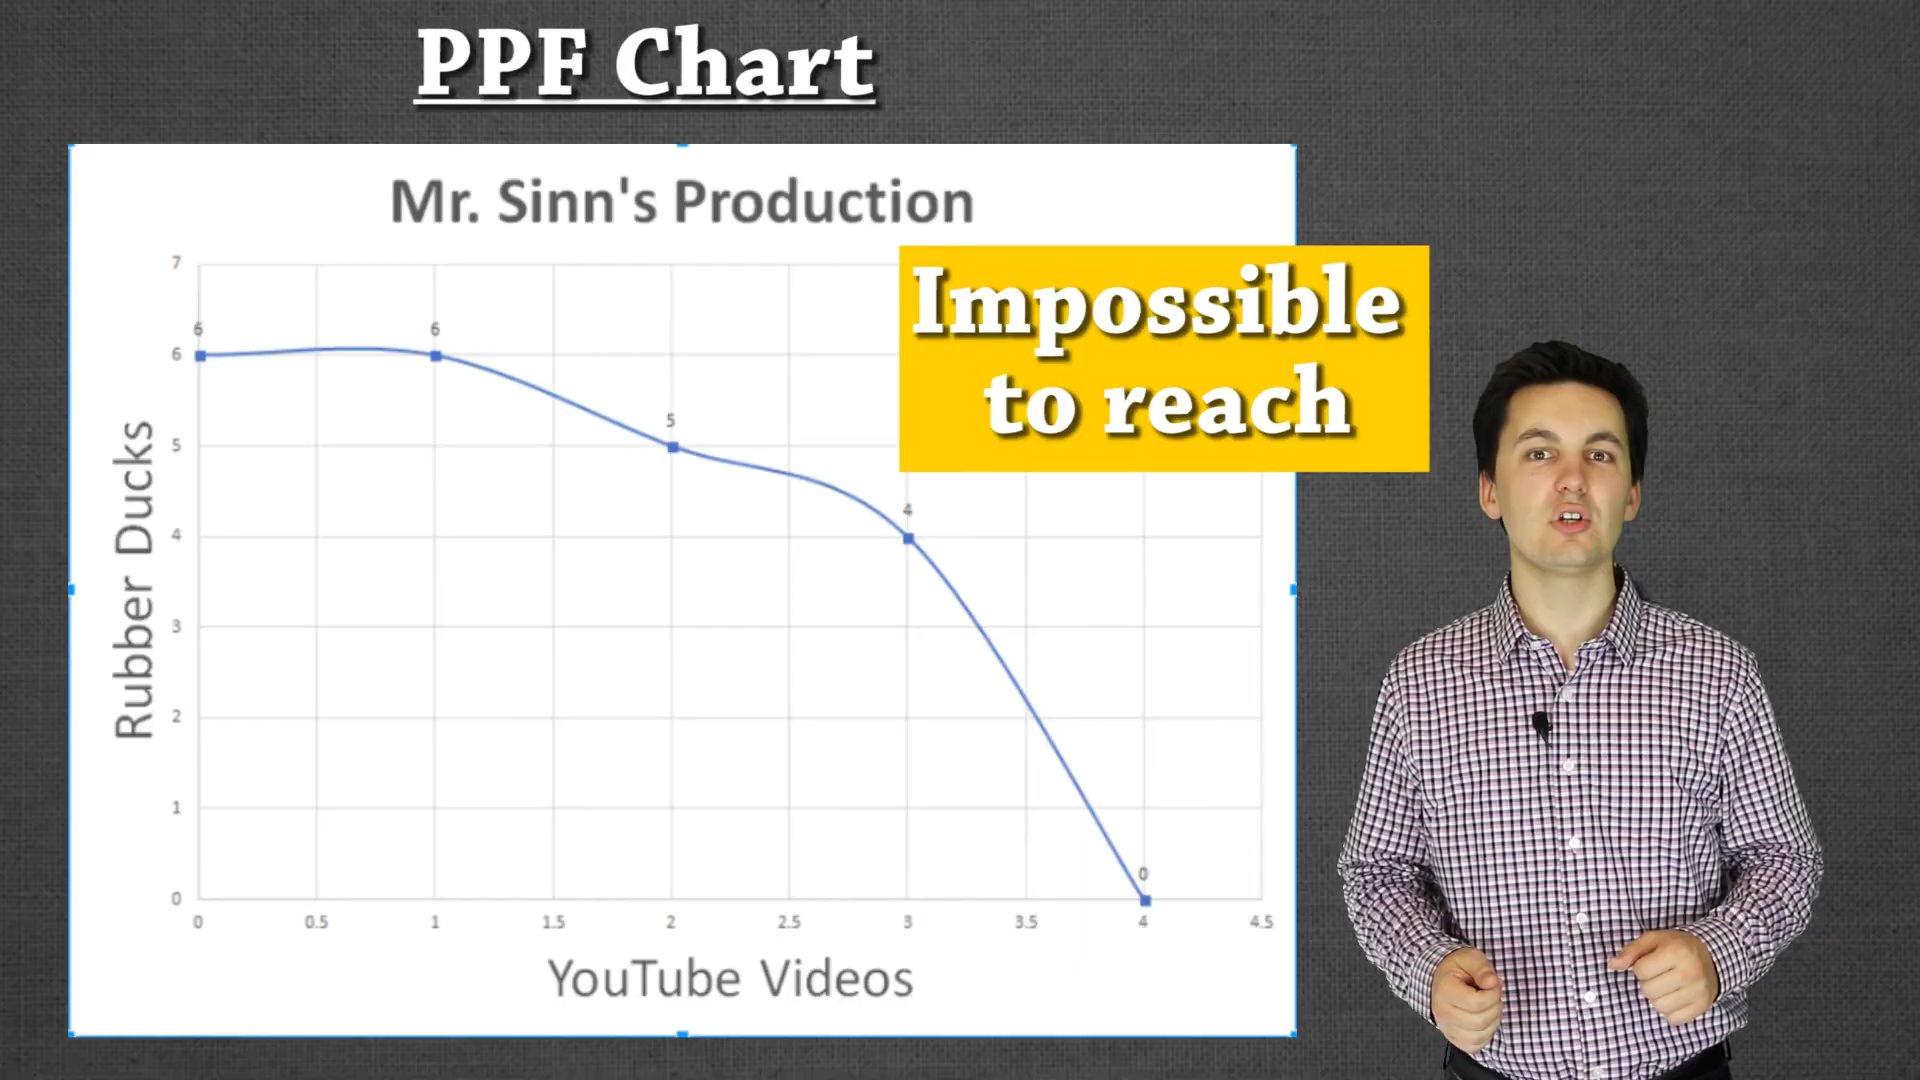 PPF Chart
Mr. Sinn's Production
Impossible
to reach
7
6
5
4
3
2
1
0
6
6
5
4
0
Rubber Ducks
0 0.5 1 1.5 2 2.5 3 3.5 4 4.5
YouTube Videos